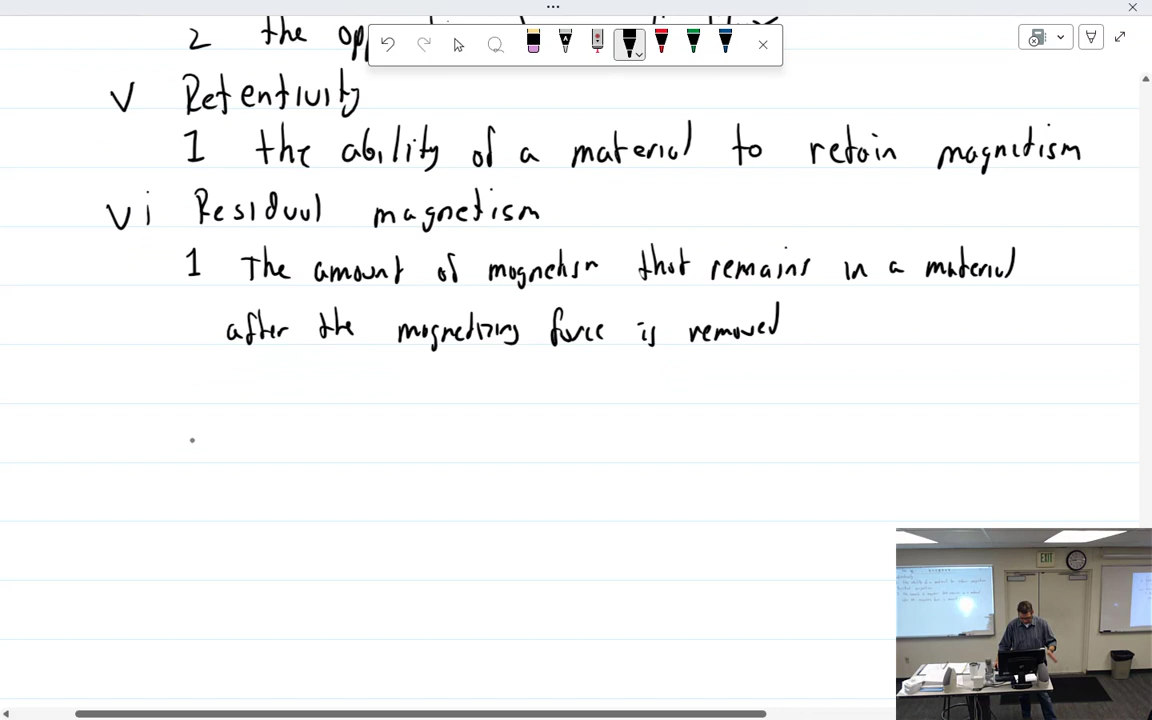 2 the
V Retentivity
1 the ability of a material to retain magnetism
vi Residual magnetism
1 The amount of magnetism that remains in a material
after the magnetizing force is removed
EXIT